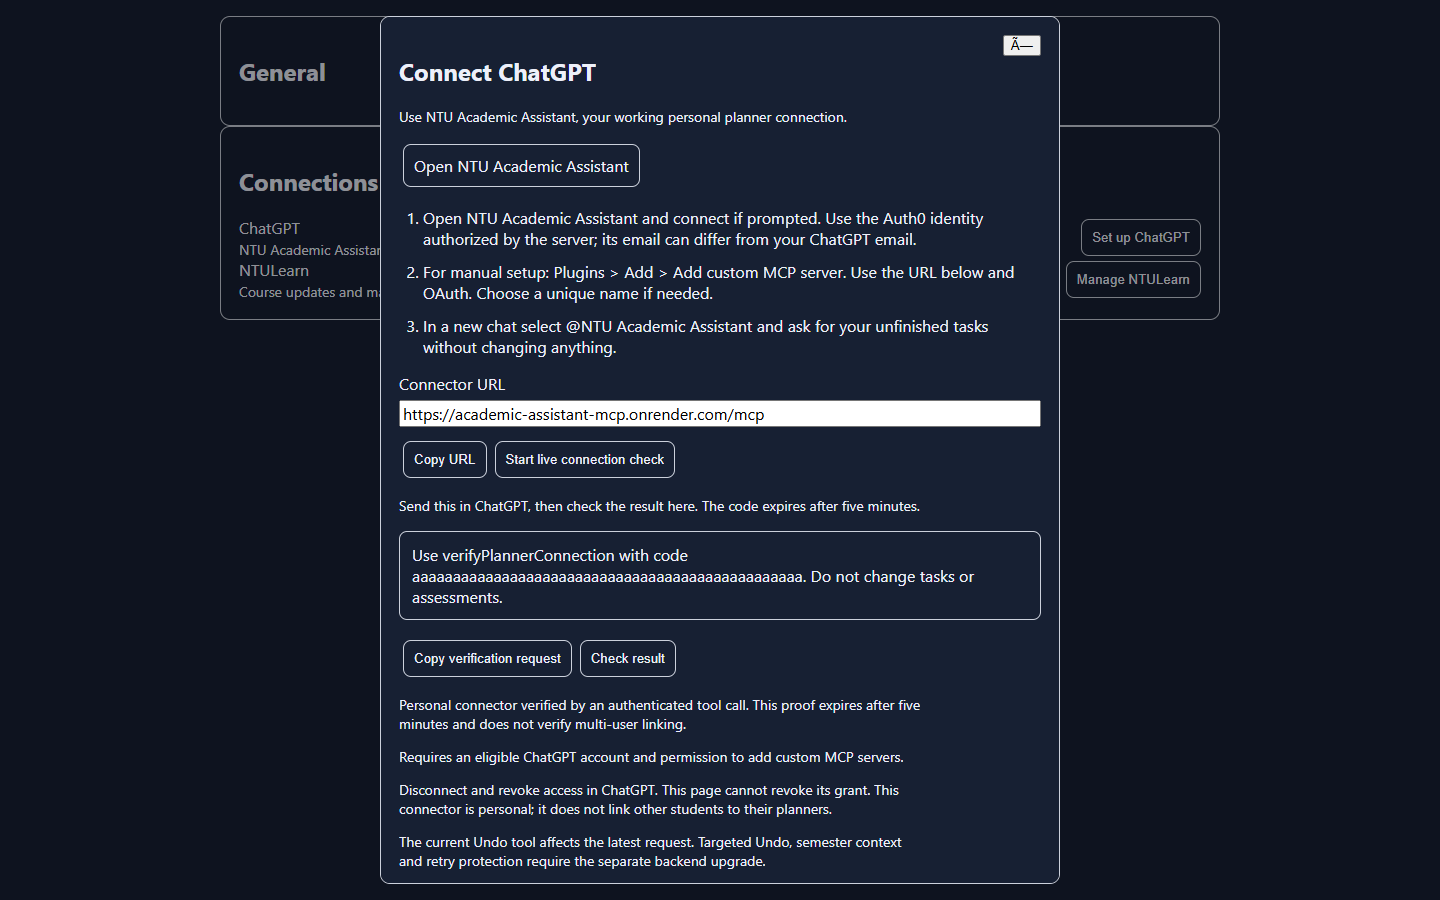 General
Connections
ChatGPT
NTU Academic Assistan
NTULearn
Course updates and ma
Set up ChatGPT
Manage NTULearn
Ã—
Connect ChatGPT
Use NTU Academic Assistant, your working personal planner connection.
Open NTU Academic Assistant
1. Open NTU Academic Assistant and connect if prompted. Use the Auth0 identity
authorized by the server; its email can differ from your ChatGPT email.
2. For manual setup: Plugins > Add > Add custom MCP server. Use the URL below and
OAuth. Choose a unique name if needed.
3. In a new chat select @NTU Academic Assistant and ask for your unfinished tasks
without changing anything.
Connector URL
https://academic-assistant-mcp.onrender.com/mcp
Copy URL
Start live connection check
Send this in ChatGPT, then check the result here. The code expires after five minutes.
Use verifyPlannerConnection with code
aaaaaaaaaaaaaaaaaaaaaaaaaaaaaaaaaaaaaaaaaaaaaaaa. Do not change tasks or
assessments.
Copy verification request
Check result
Personal connector verified by an authenticated tool call. This proof expires after five
minutes and does not verify multi-user linking.
Requires an eligible ChatGPT account and permission to add custom MCP servers.
Disconnect and revoke access in ChatGPT. This page cannot revoke its grant. This
connector is personal; it does not link other students to their planners.
The current Undo tool affects the latest request. Targeted Undo, semester context
and retry protection require the separate backend upgrade.